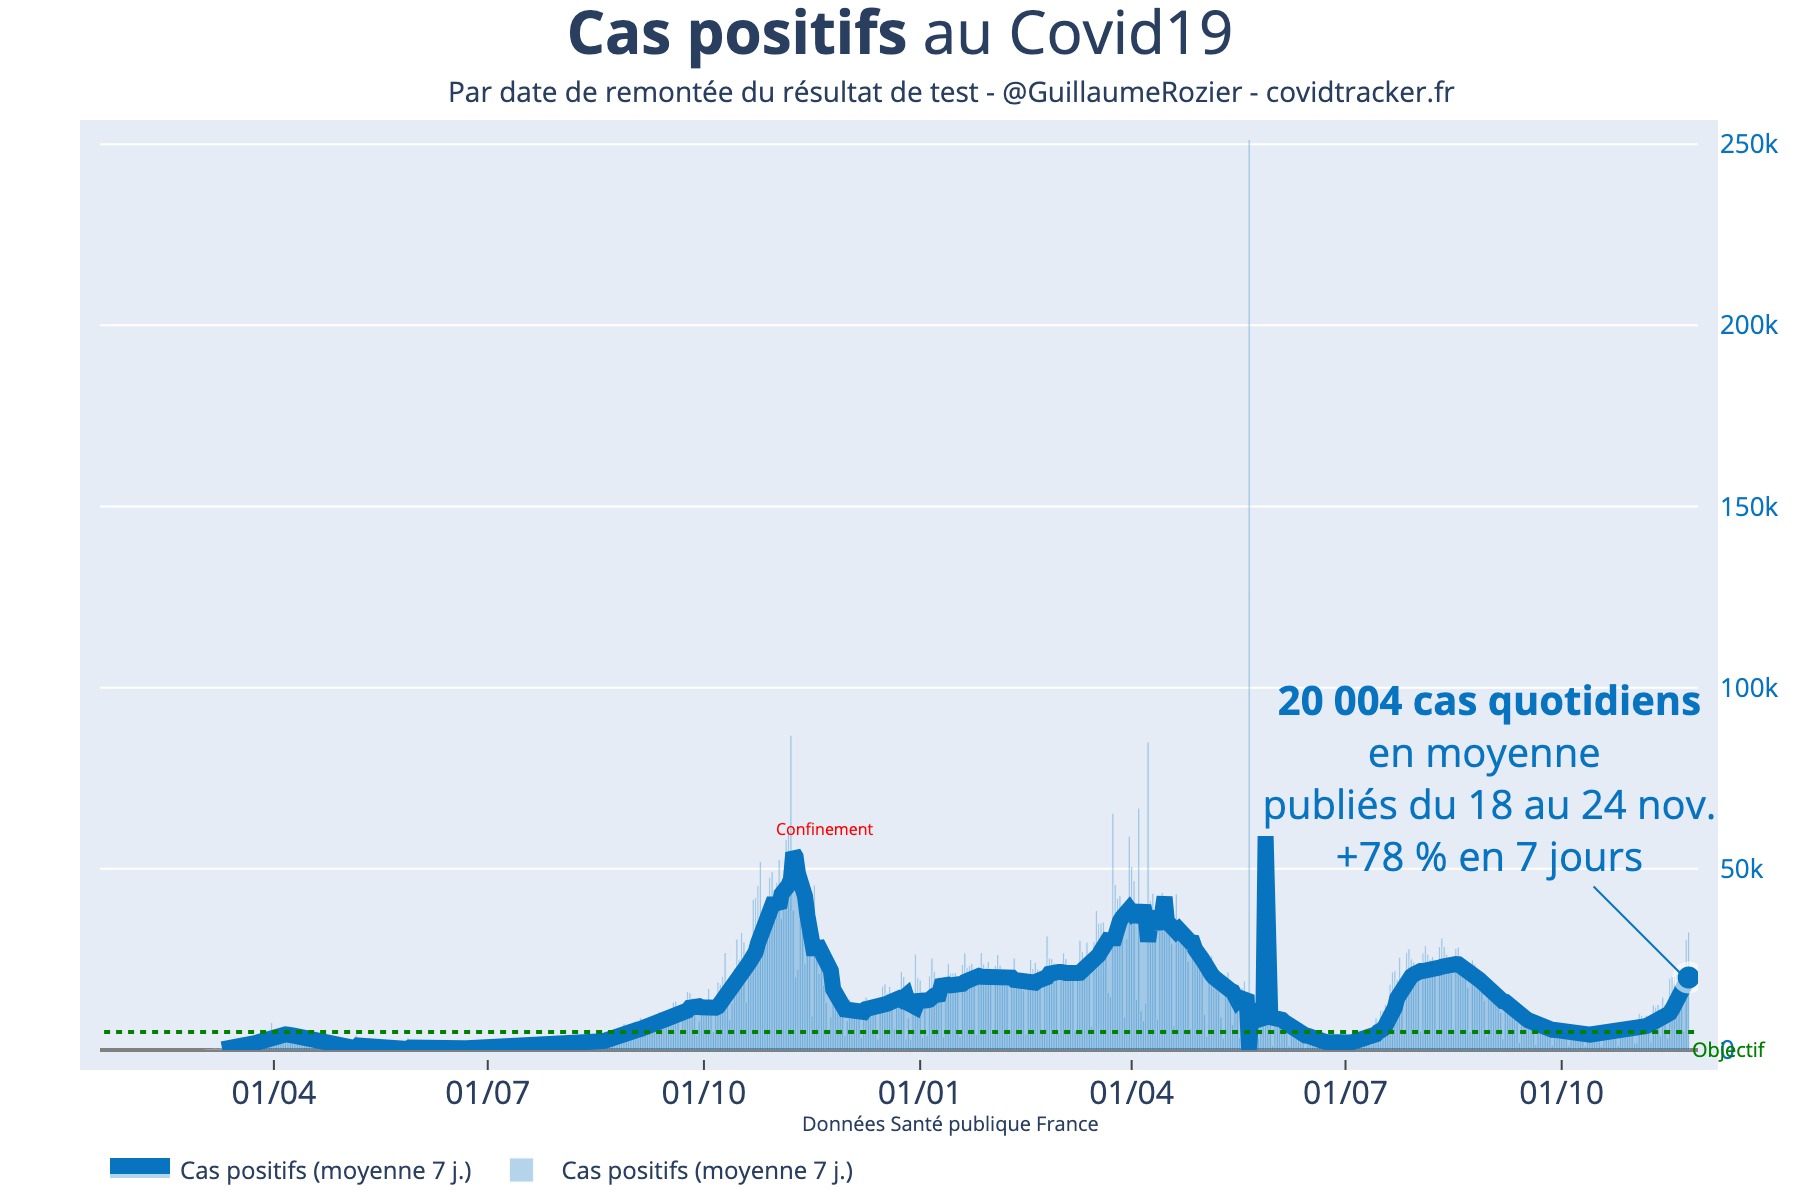 Cas positifs au Covid19
Par date de remontée du résultat de test - @GuillaumeRozier - covidtracker.fr
250k
200k
150k
100k
20 004 cas quotidiens
en moyenne
publiés du 18 au 24 nov.
+78 % en 7 jours
Confinement
50k
0
Objectif
01/04
01/07
01/10
01/01
01/04
01/07
01/10
Données Santé publique France
Cas positifs (moyenne 7 j.)
Cas positifs (moyenne 7 j.)